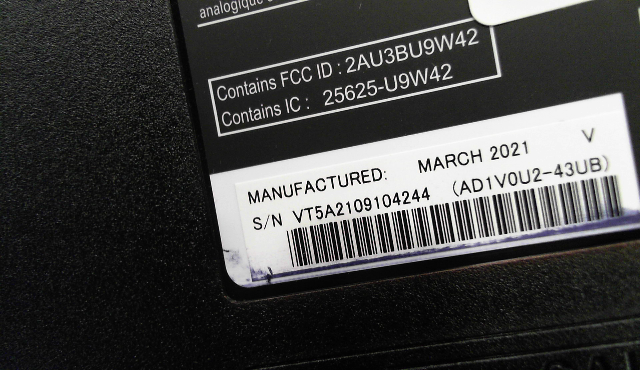 analogique
Contains FCC ID : 2AU3BU9W42
Contains IC : 25625-U9W42
MANUFACTURED: MARCH 2021 V
S/N VT5A2109104244 (AD1V0U2-43UB)